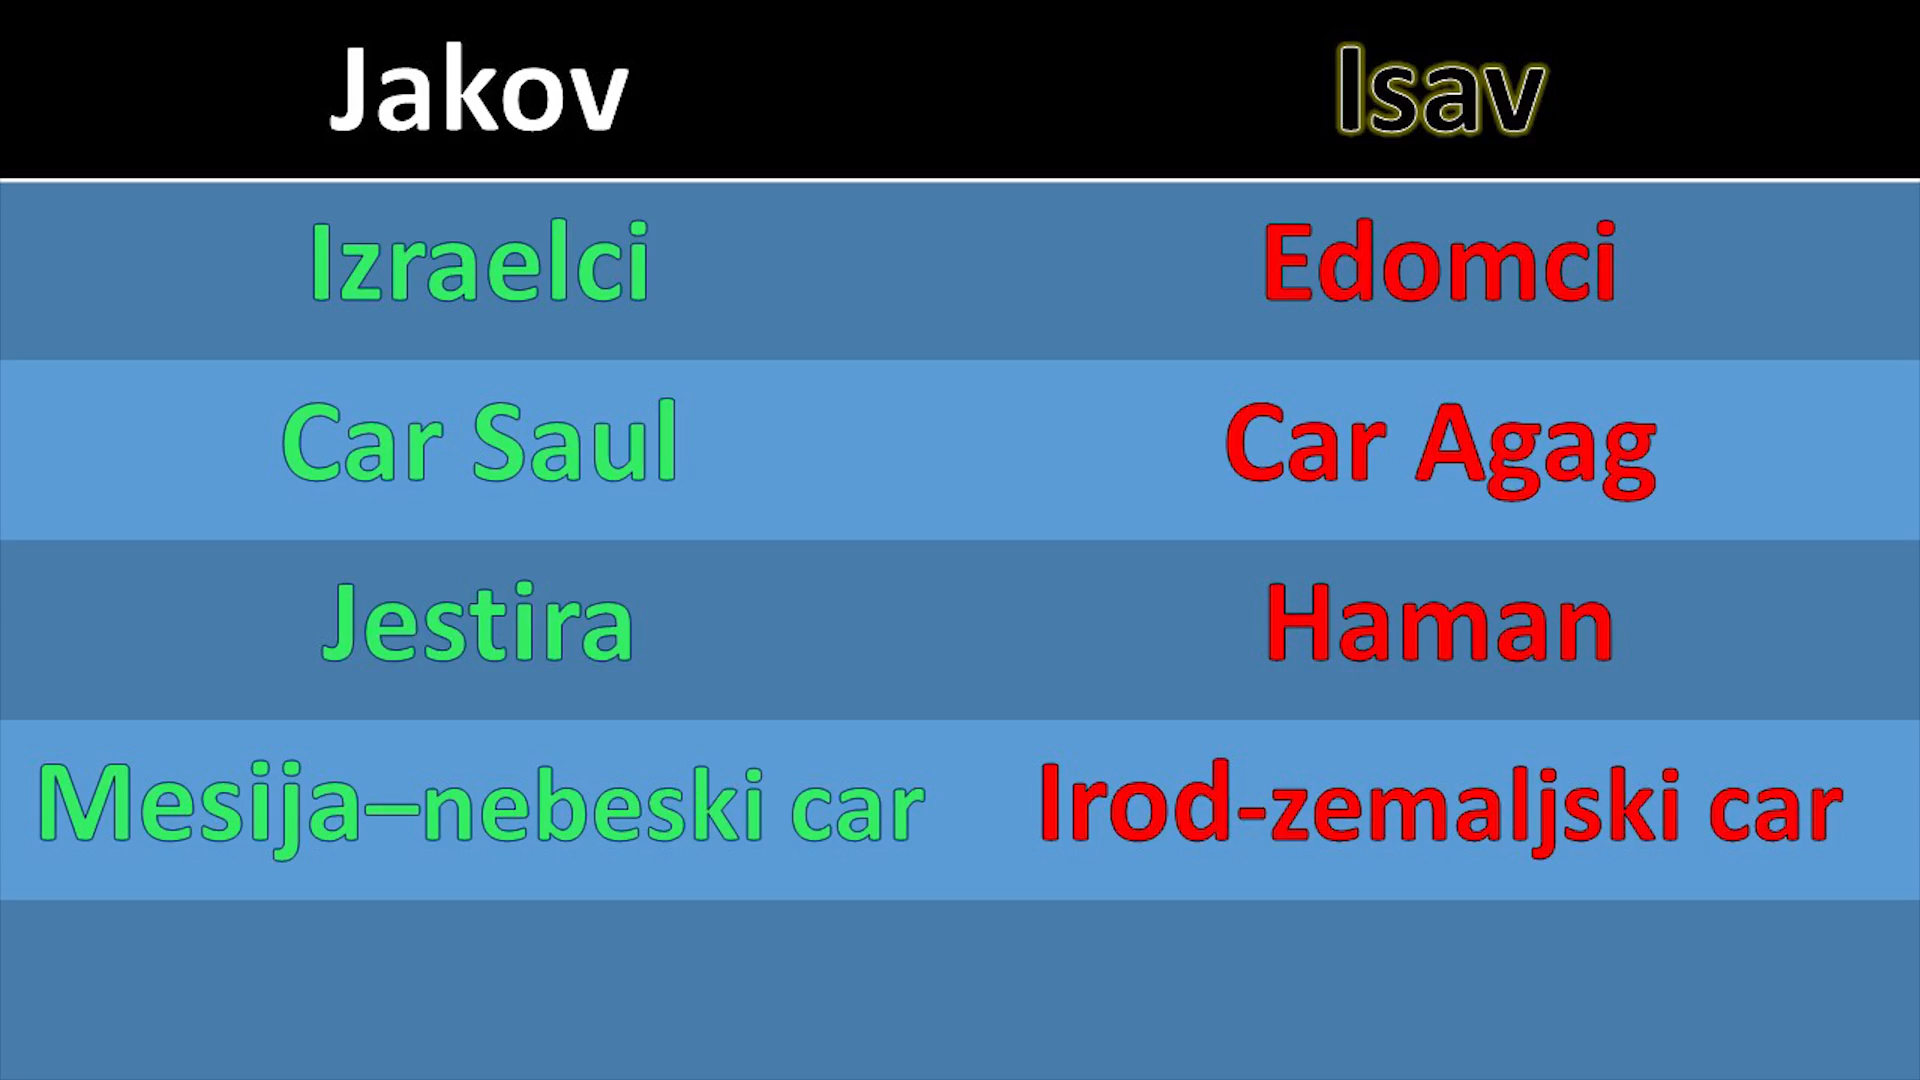 Jakov Isav
Izraelci Edomci
Car Saul Car Agag
Jestira Haman
Mesija–nebeski car Irod-zemaljski car